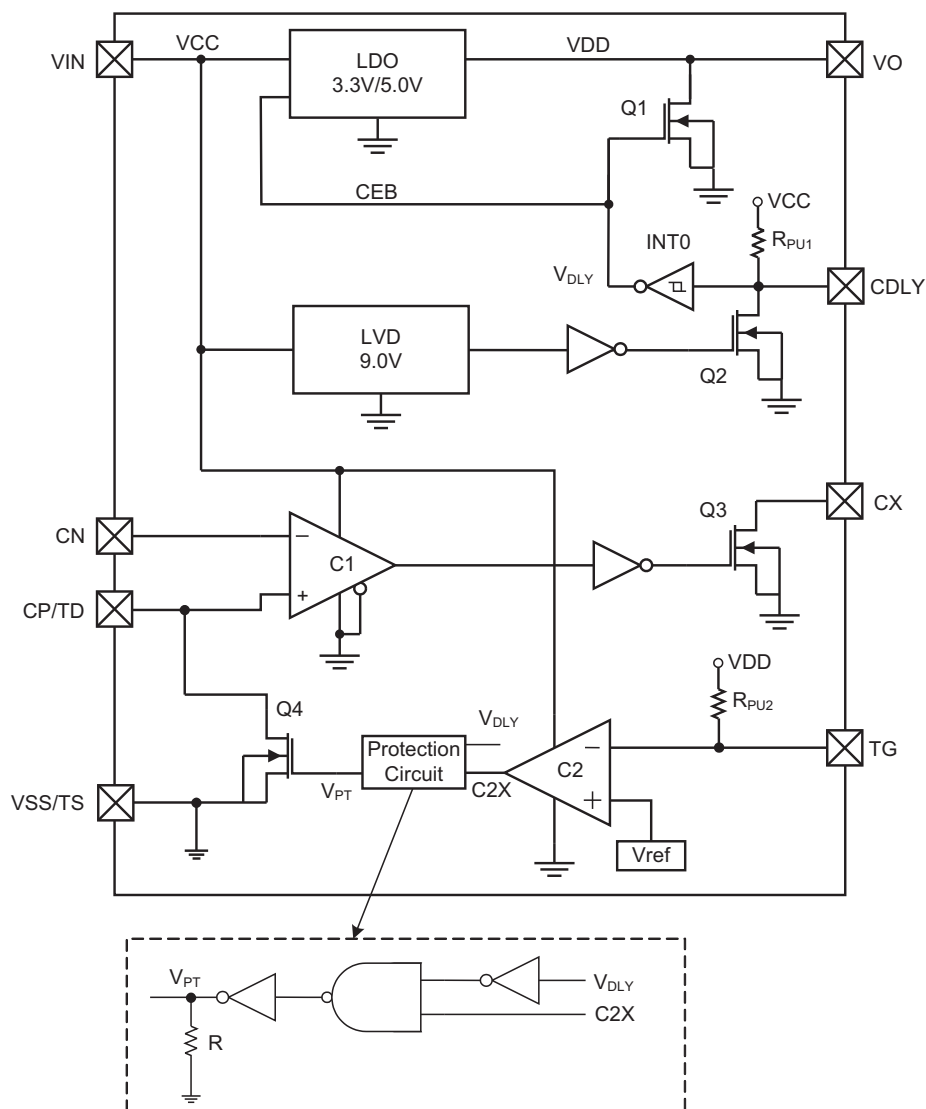 VIN
VCC
LDO
3.3V/5.0V
VDD
VO
Q1
CEB
VCC
INT0
RPU1
VDLY
CDLY
LVD
9.0V
Q2
CN
−
C1
+
Q3
CX
CP/TD
VDD
RPU2
Q4
VDLY
Protection
Circuit
VPT
C2X
−
C2
+
TG
VSS/TS
Vref
VPT
VDLY
C2X
R